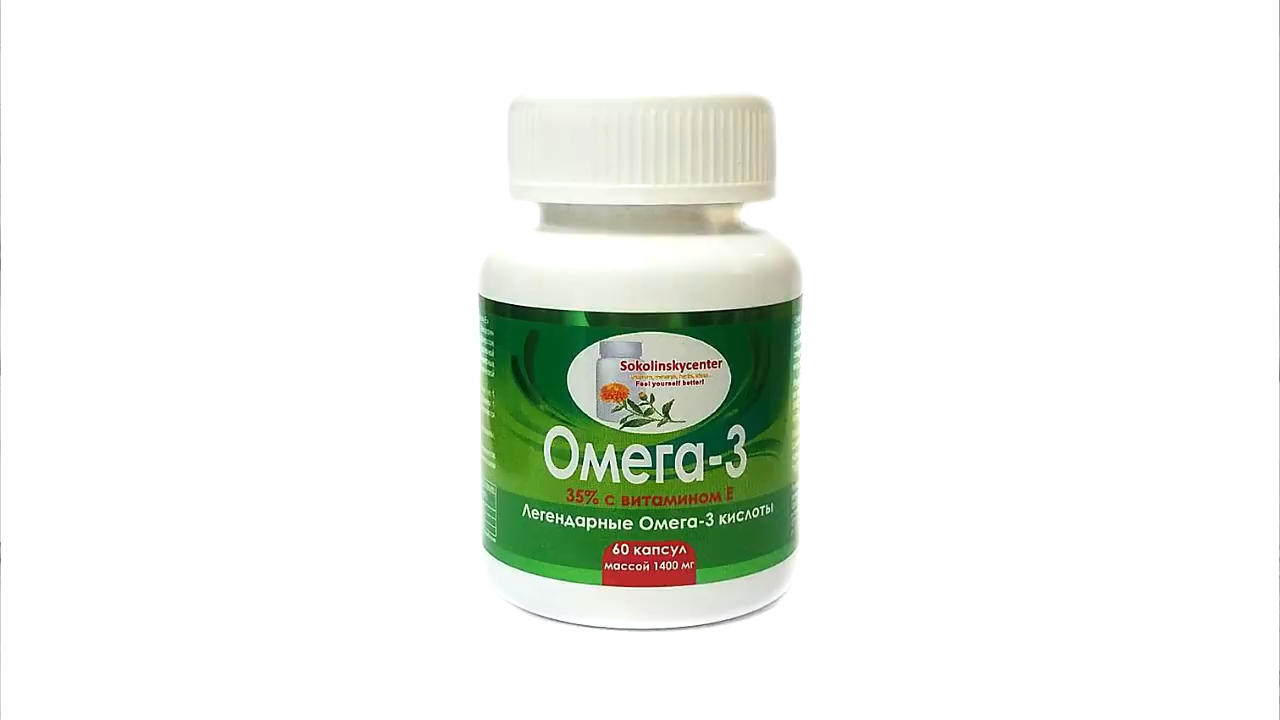 Sokolinskycenter
Feel yourself better!
Омега-3
35% с витамином Е
Легендарные Омега-3 кислоты
60 капсул
массой 1400 мг